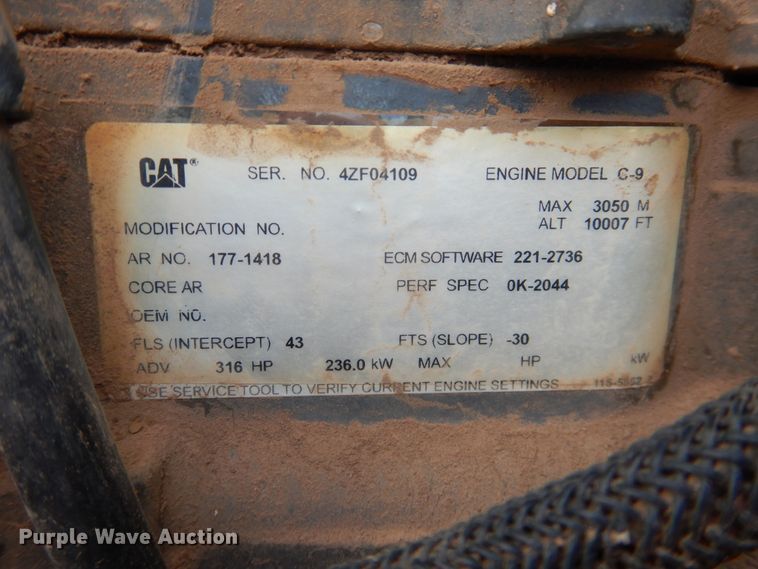 CAT® SER. NO. 4ZF04109 ENGINE MODEL C-9
MAX 3050 M
MODIFICATION NO. ALT 10007 FT
AR NO. 177-1418 ECM SOFTWARE 221-2736
CORE AR PERF SPEC 0K-2044
OEM NO.
FLS (INTERCEPT) 43 FTS (SLOPE) -30
ADV 316 HP 236.0 kW MAX HP kW
USE SERVICE TOOL TO VERIFY CURRENT ENGINE SETTINGS
Purple Wave Auction